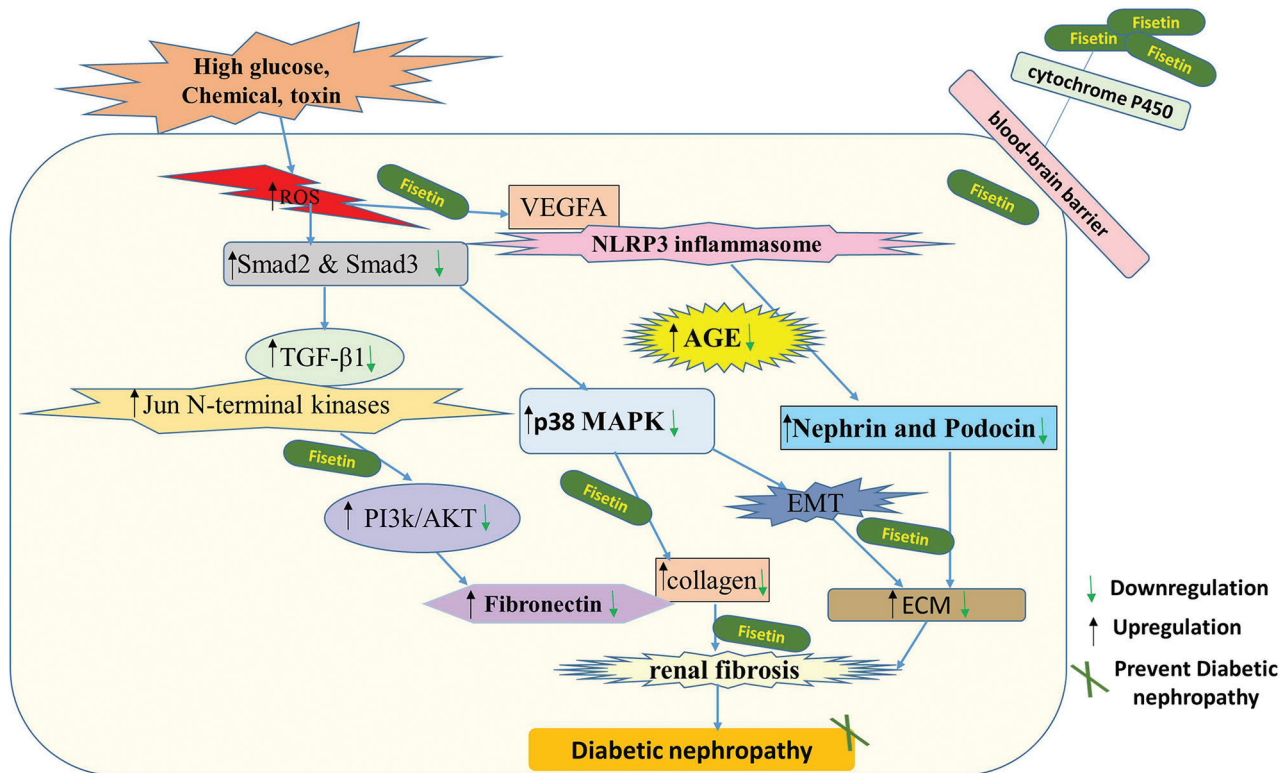 High glucose,
Chemical, toxin
Fisetin
Fisetin
Fisetin
cytochrome P450
blood-brain barrier
Fisetin
↑ROS
Fisetin
VEGFA
NLRP3 inflammasome
↑Smad2 & Smad3 ↓
↑TGF-β1↓
↑Jun N-terminal kinases
↑ AGE ↓
↑p38 MAPK ↓
↑Nephrin and Podocin↓
Fisetin
Fisetin
↑ PI3k/AKT ↓
EMT
Fisetin
↑collagen↓
↑ Fibronectin ↓
↑ECM ↓
Fisetin
renal fibrosis
Diabetic nephropathy
↓ Downregulation
↑ Upregulation
Prevent Diabetic
nephropathy